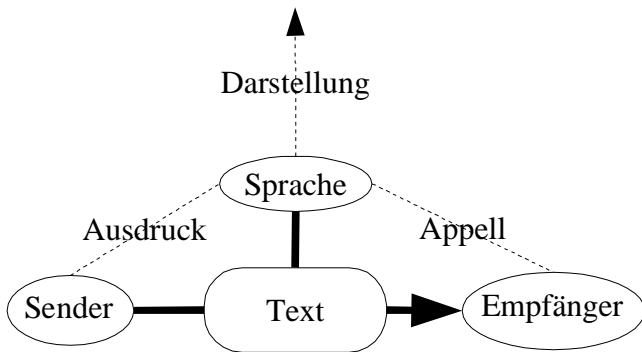 Darstellung
Sprache
Ausdruck
Appell
Sender
Text
Empfänger